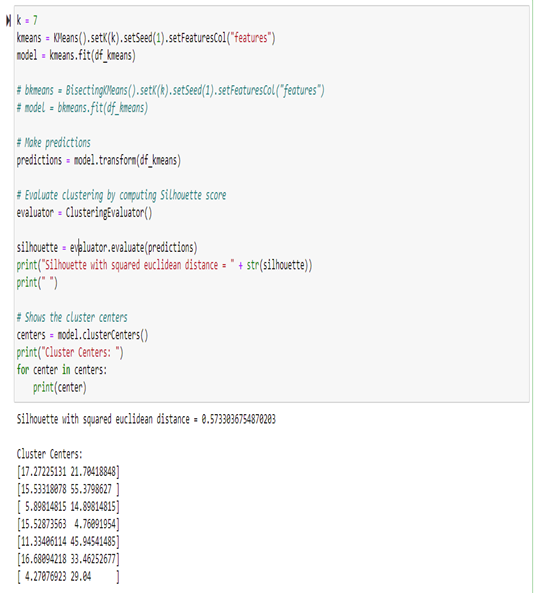 k = 7
kmeans = KMeans().setK(k).setSeed(1).setFeaturesCol("features")
model = kmeans.fit(df_kmeans)
# bkmeans = BisectingKMeans().setK(k).setSeed(1).setFeaturesCol("features")
# model = bkmeans.fit(df_kmeans)
# Make predictions
predictions = model.transform(df_kmeans)
# Evaluate clustering by computing Silhouette score
evaluator = ClusteringEvaluator()
silhouette = evaluator.evaluate(predictions)
print("Silhouette with squared euclidean distance = " + str(silhouette))
print(" ")
# Shows the cluster centers
centers = model.clusterCenters()
print("Cluster Centers: ")
for center in centers:
    print(center)
Silhouette with squared euclidean distance = 0.5733036754870203
Cluster Centers:
[17.27225131 21.70418848]
[15.53318078 55.3798627 ]
[ 5.89814815 14.89814815]
[15.52873563  4.76091954]
[11.33406114 45.94541485]
[16.68094218 33.46252677]
[ 4.27076923 29.04      ]